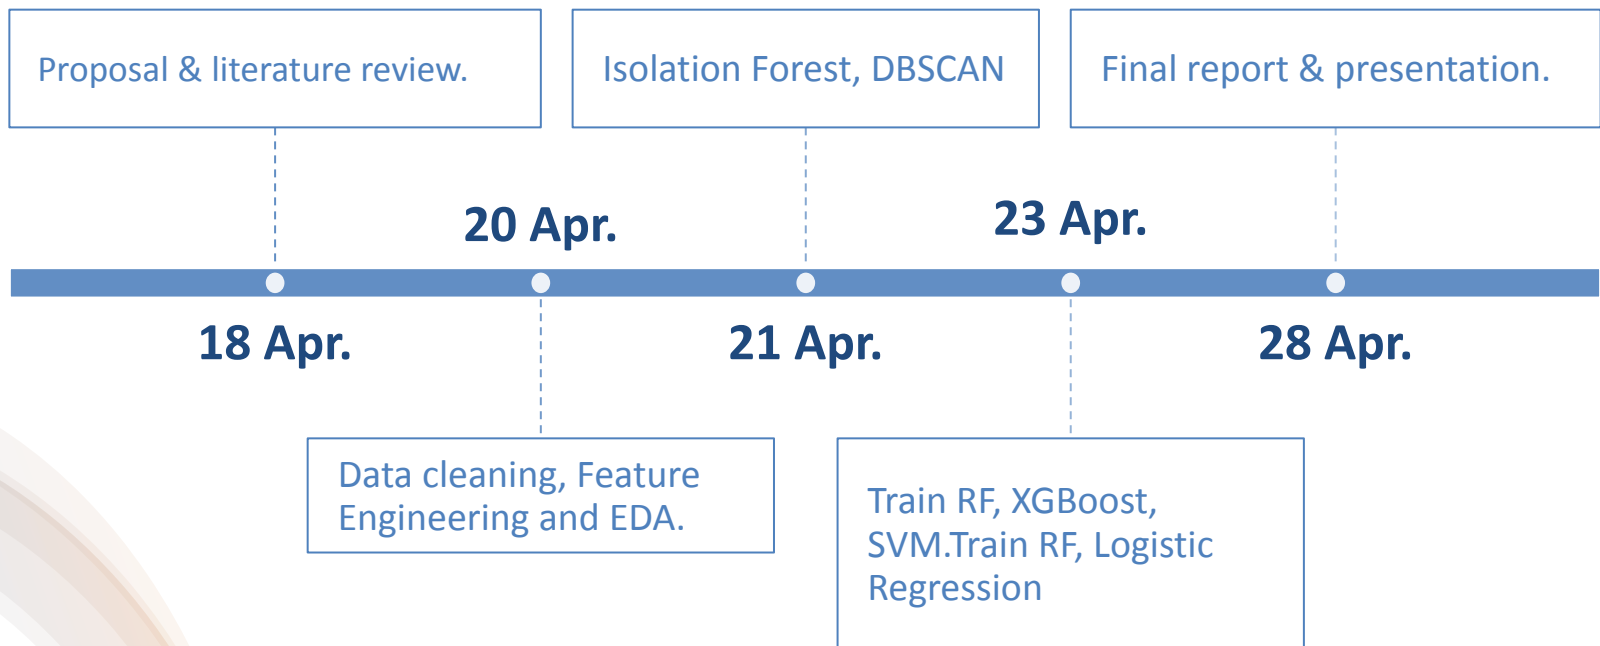 Proposal & literature review.
Isolation Forest, DBSCAN
Final report & presentation.
20 Apr.
23 Apr.
18 Apr.
21 Apr.
28 Apr.
Data cleaning, Feature
Engineering and EDA.
Train RF, XGBoost,
SVM.Train RF, Logistic
Regression